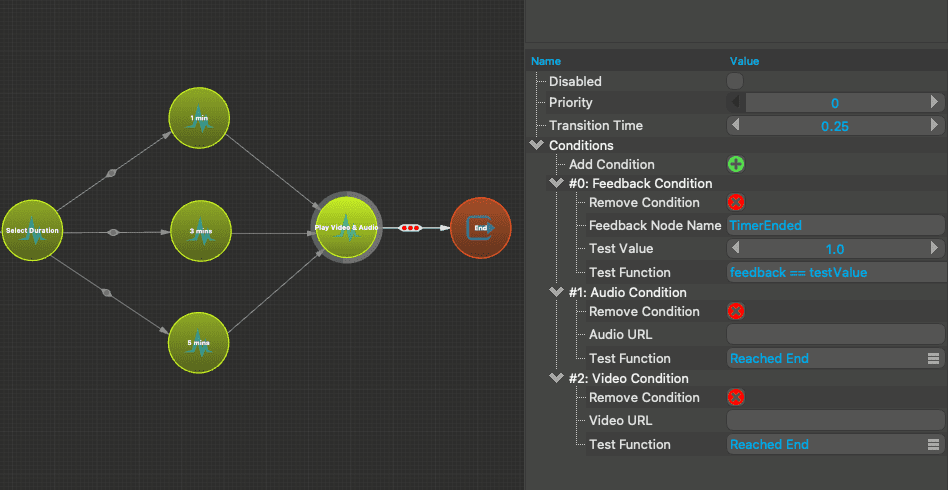 1 min
Select Duration
3 mins
Play Video & Audio
End
5 mins
Name Value
Disabled
Priority 0
Transition Time 0.25
Conditions
Add Condition
#0: Feedback Condition
Remove Condition
Feedback Node Name TimerEnded
Test Value 1.0
Test Function feedback == testValue
#1: Audio Condition
Remove Condition
Audio URL
Test Function Reached End
#2: Video Condition
Remove Condition
Video URL
Test Function Reached End